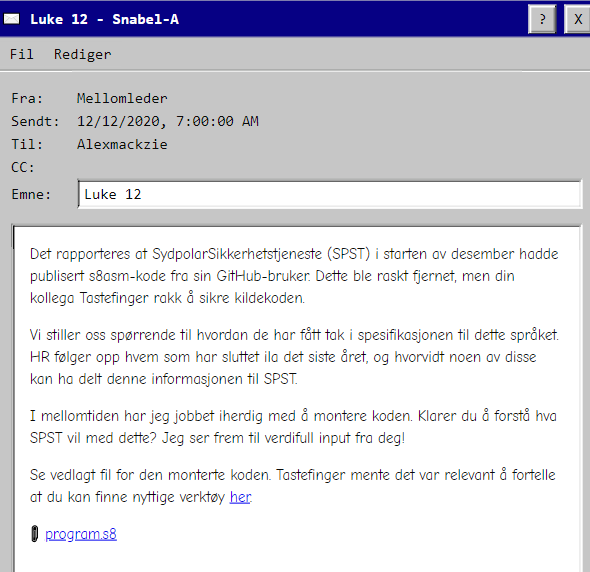 Luke 12 - Snabel-A
?
X
Fil Rediger
Fra: Mellomleder
Sendt: 12/12/2020, 7:00:00 AM
Til: Alexmackzie
CC:
Emne: Luke 12
Det rapporteres at SydpolarSikkerhetstjeneste (SPST) i starten av desember hadde
publisert s8asm-kode fra sin GitHub-bruker. Dette ble raskt fjernet, men din
kollega Tastefinger rakk å sikre kildekoden.
Vi stiller oss spørrende til hvordan de har fått tak i spesifikasjonen til dette språket.
HR følger opp hvem som har sluttet ila det siste året, og hvorvidt noen av disse
kan ha delt denne informasjonen til SPST.
I mellomtiden har jeg jobbet iherdig med å montere koden. Klarer du å forstå hva
SPST vil med dette? Jeg ser frem til verdifull input fra deg!
Se vedlagt fil for den monterte koden. Tastefinger mente det var relevant å fortelle
at du kan finne nyttige verktøy her.
program.s8